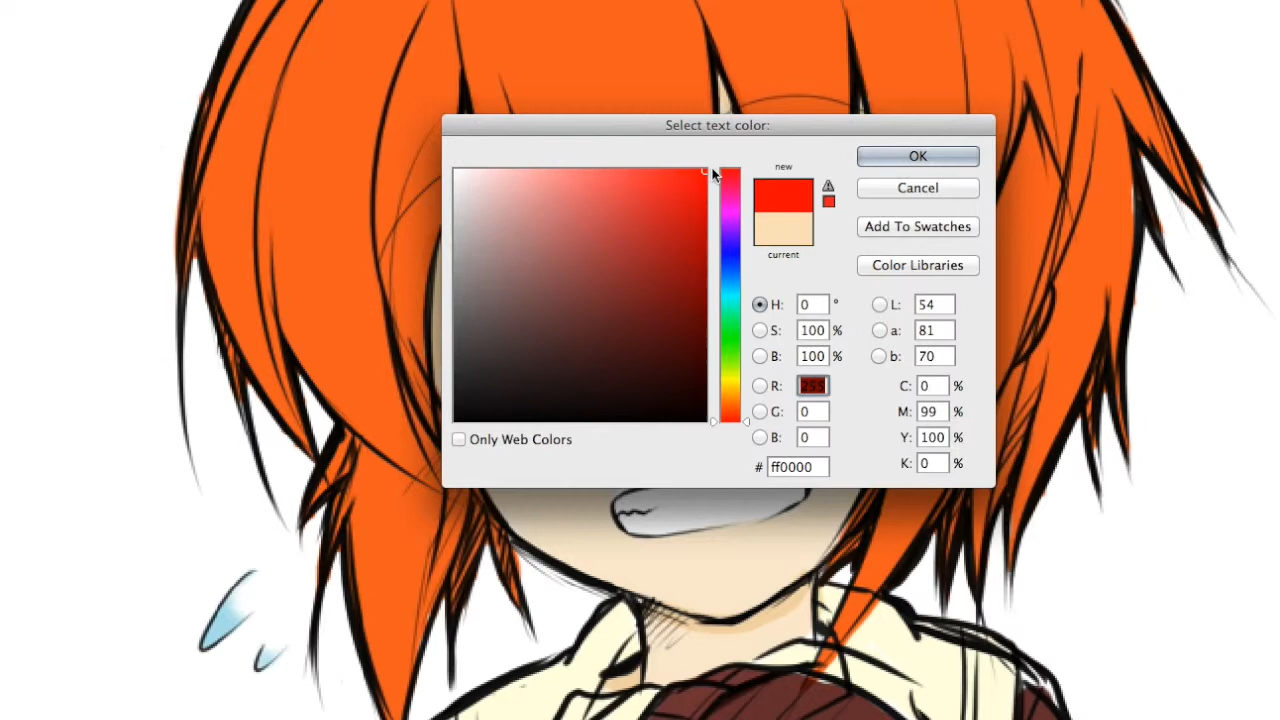 Select text color:
new
current
OK
Cancel
Add To Swatches
Color Libraries
H: 0 °
S: 100 %
B: 100 %
R: 255
G: 0
B: 0
# ff0000
L: 54
a: 81
b: 70
C: 0 %
M: 99 %
Y: 100 %
K: 0 %
Only Web Colors